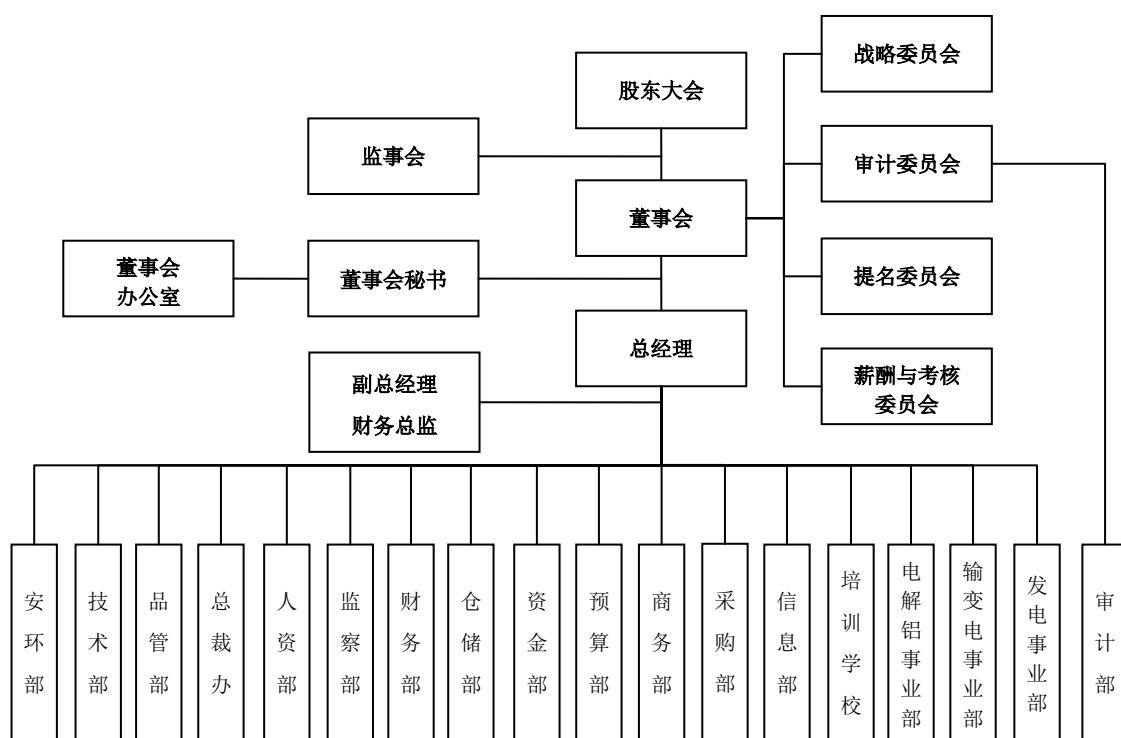 战略委员会
股东大会
监事会
审计委员会
董事会
董事会
办公室
董事会秘书
提名委员会
总经理
副总经理
财务总监
薪酬与考核
委员会
安环部
技术部
品管部
总裁办
人资部
监察部
财务部
仓储部
资金部
预算部
商务部
采购部
信息部
培训学校
电解铝事业部
输变电事业部
发电事业部
审计部